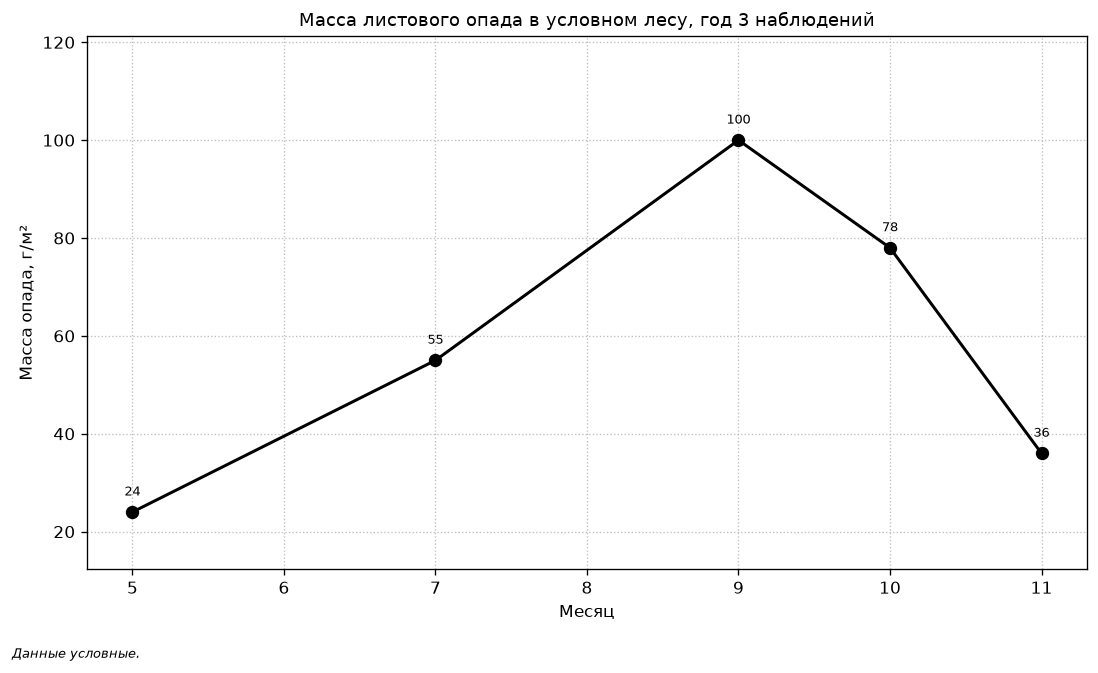 Масса листового опада в условном лесу, год 3 наблюдений
Масса опада, г/м²
120
100
80
60
40
20
24
55
100
78
36
5 6 7 8 9 10 11
Месяц
Данные условные.